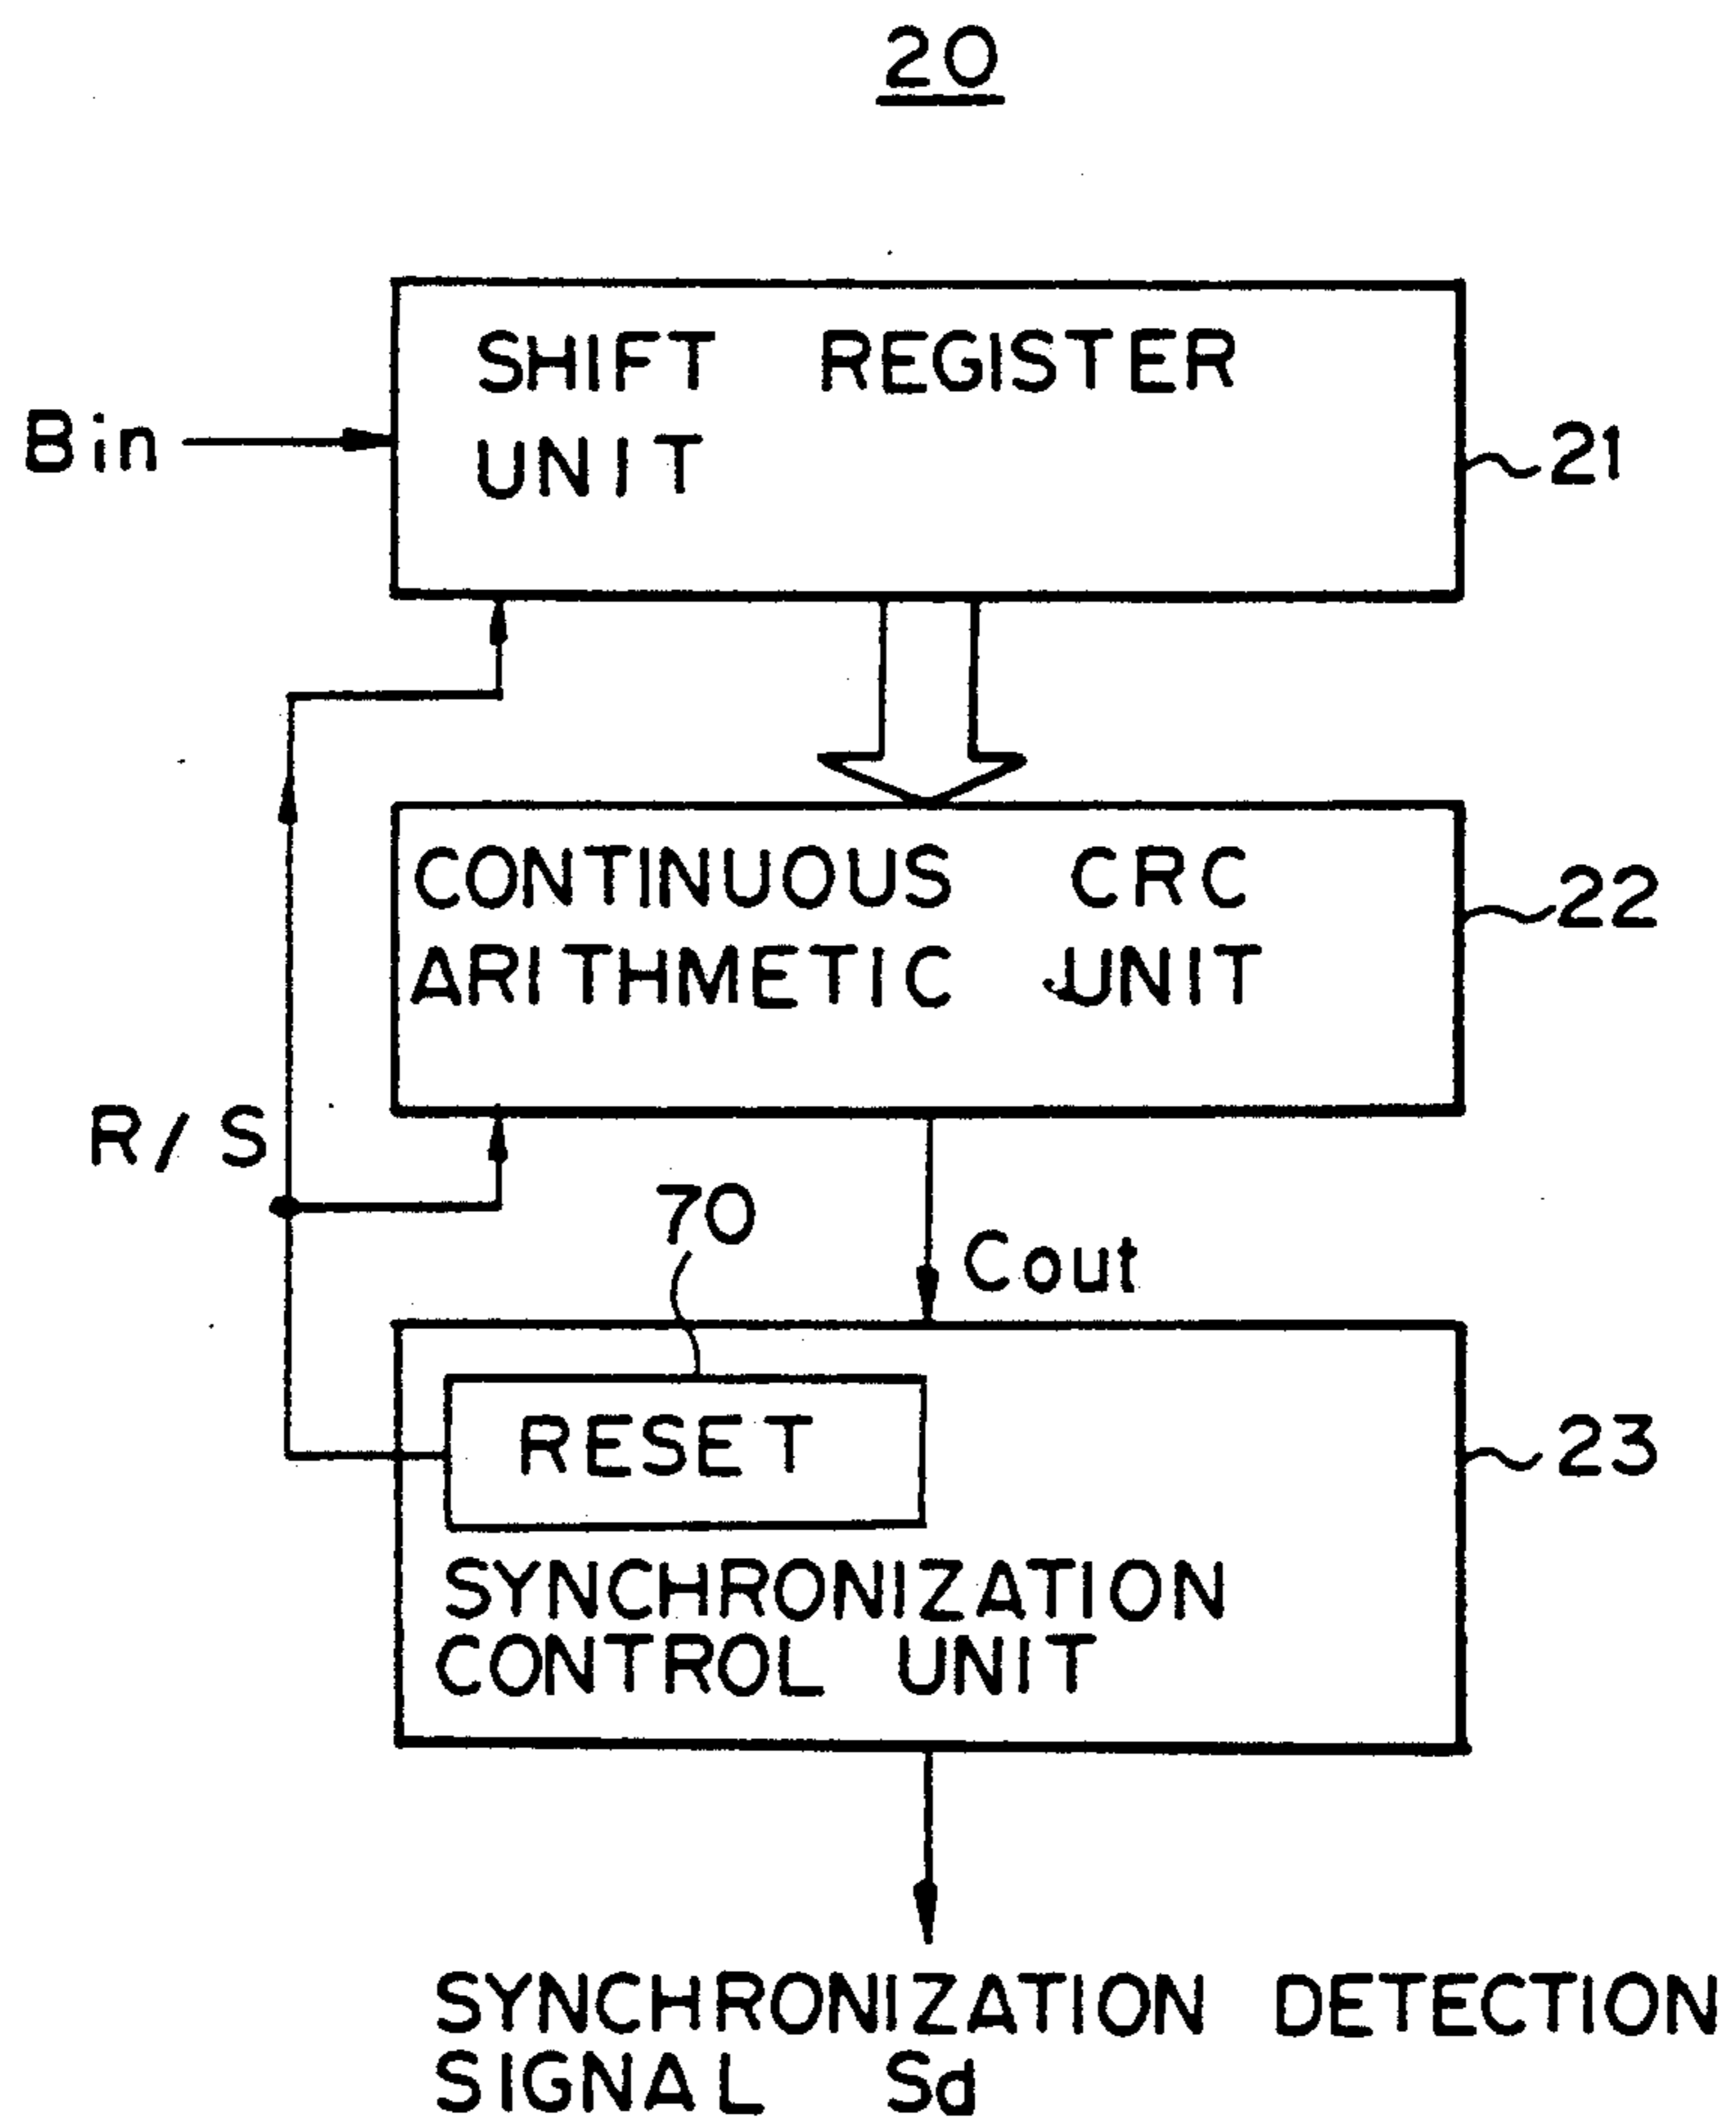 20
SHIFT REGISTER
UNIT
Bin
21
CONTINUOUS CRC
ARITHMETIC UNIT
22
R/S
70
Cout
RESET
23
SYNCHRONIZATION
CONTROL UNIT
SYNCHRONIZATION DETECTION
SIGNAL Sd